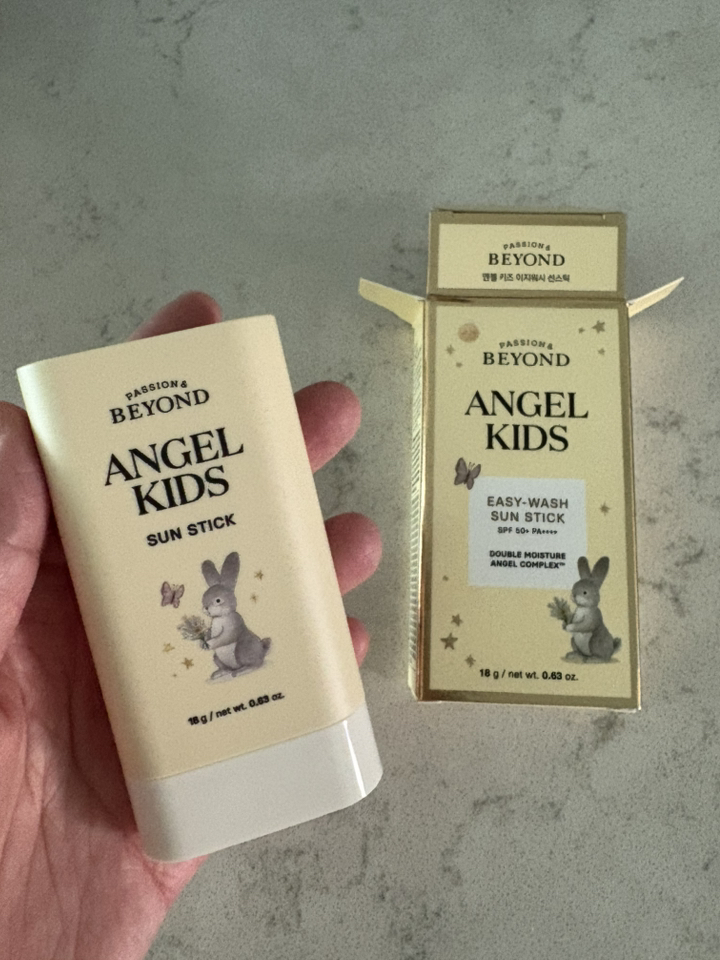 PASSION &
BEYOND
ANGEL
KIDS
SUN STICK
18 g / net wt. 0.63 oz.
PASSION &
BEYOND
앤젤 키즈 이지워시 선스틱
PASSION &
BEYOND
ANGEL
KIDS
EASY-WASH
SUN STICK
SPF 50+ PA++++
DOUBLE MOISTURE
ANGEL COMPLEX™
18 g / net wt. 0.63 oz.